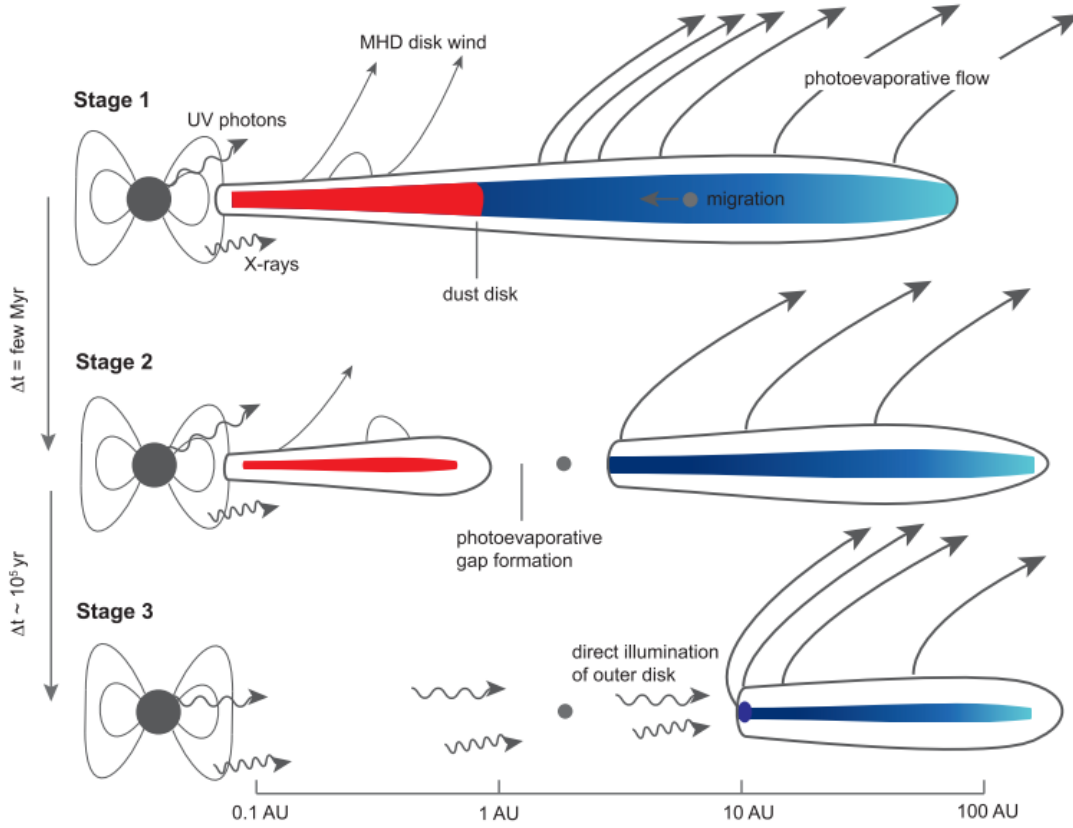 MHD disk wind
photoevaporative flow
Stage 1
UV photons
migration
X-rays
dust disk
Δt = few Myr
Stage 2
photoevaporative
gap formation
Δt ~ 10⁵ yr
Stage 3
direct illumination
of outer disk
0.1 AU
1 AU
10 AU
100 AU